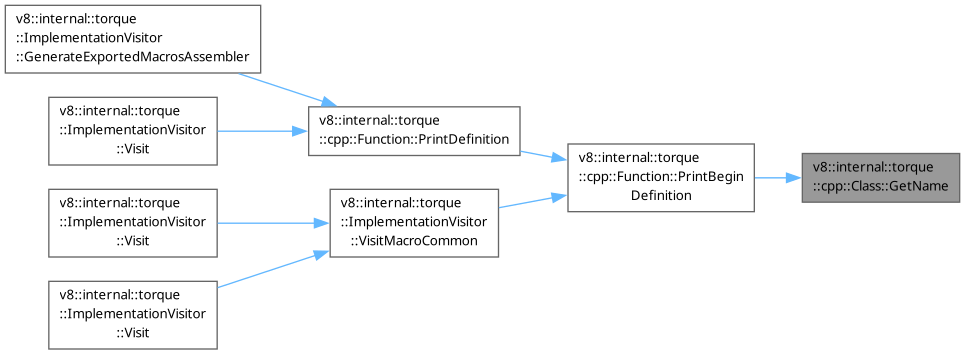 v8::internal::torque
::ImplementationVisitor
::GenerateExportedMacrosAssembler
v8::internal::torque
::ImplementationVisitor
::Visit
v8::internal::torque
::cpp::Function::PrintDefinition
v8::internal::torque
::cpp::Function::PrintBegin
Definition
v8::internal::torque
::cpp::Class::GetName
v8::internal::torque
::ImplementationVisitor
::Visit
v8::internal::torque
::ImplementationVisitor
::VisitMacroCommon
v8::internal::torque
::ImplementationVisitor
::Visit